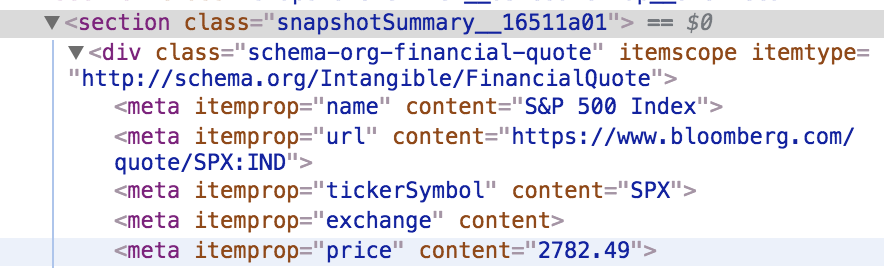 ▼<section class="snapshotSummary__16511a01"> == $0
▼<div class="schema-org-financial-quote" itemscope itemtype=
"http://schema.org/Intangible/FinancialQuote">
<meta itemprop="name" content="S&P 500 Index">
<meta itemprop="url" content="https://www.bloomberg.com/
quote/SPX:IND">
<meta itemprop="tickerSymbol" content="SPX">
<meta itemprop="exchange" content>
<meta itemprop="price" content="2782.49">